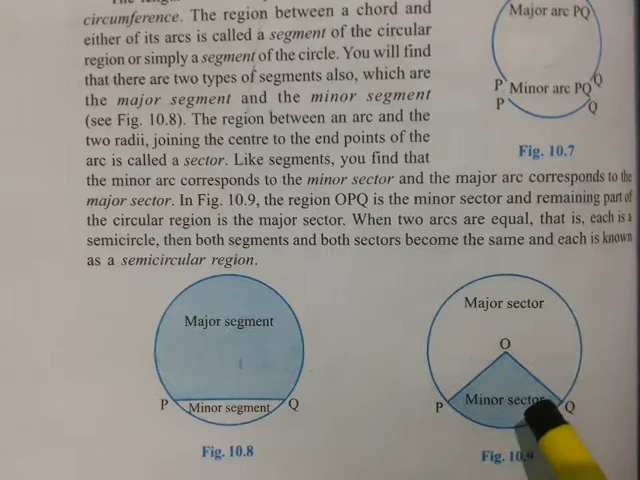 circumference. The region between a chord and
either of its arcs is called a segment of the circular
region or simply a segment of the circle. You will find
that there are two types of segments also, which are
the major segment and the minor segment
(see Fig. 10.8). The region between an arc and the
two radii, joining the centre to the end points of the
arc is called a sector. Like segments, you find that
the minor arc corresponds to the minor sector and the major arc corresponds to the
major sector. In Fig. 10.9, the region OPQ is the minor sector and remaining part of
the circular region is the major sector. When two arcs are equal, that is, each is a
semicircle, then both segments and both sectors become the same and each is known
as a semicircular region.
Major arc PQ
P Minor arc PQ Q
P Q
Fig. 10.7
Major segment
P Minor segment Q
Fig. 10.8
Major sector
O
Minor sector
P Q
Fig. 10.9